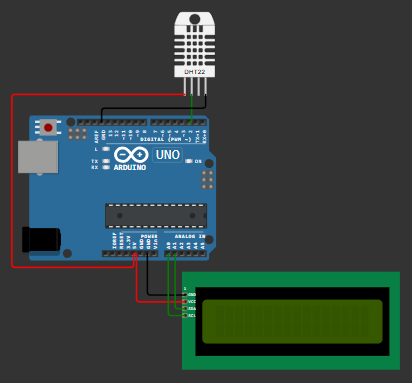 DHT22
AREF
GND
13
12
~11
~10
~9
8
7
~6
~5
4
~3
2
TX→1
RX←0
DIGITAL (PWM ~)
L
TX
RX
UNO
ON
ARDUINO
POWER
ANALOG IN
IOREF
RESET
3.3V
5V
GND
GND
VIN
A0
A1
A2
A3
A4
A5
1
GND
VCC
SDA
SCL